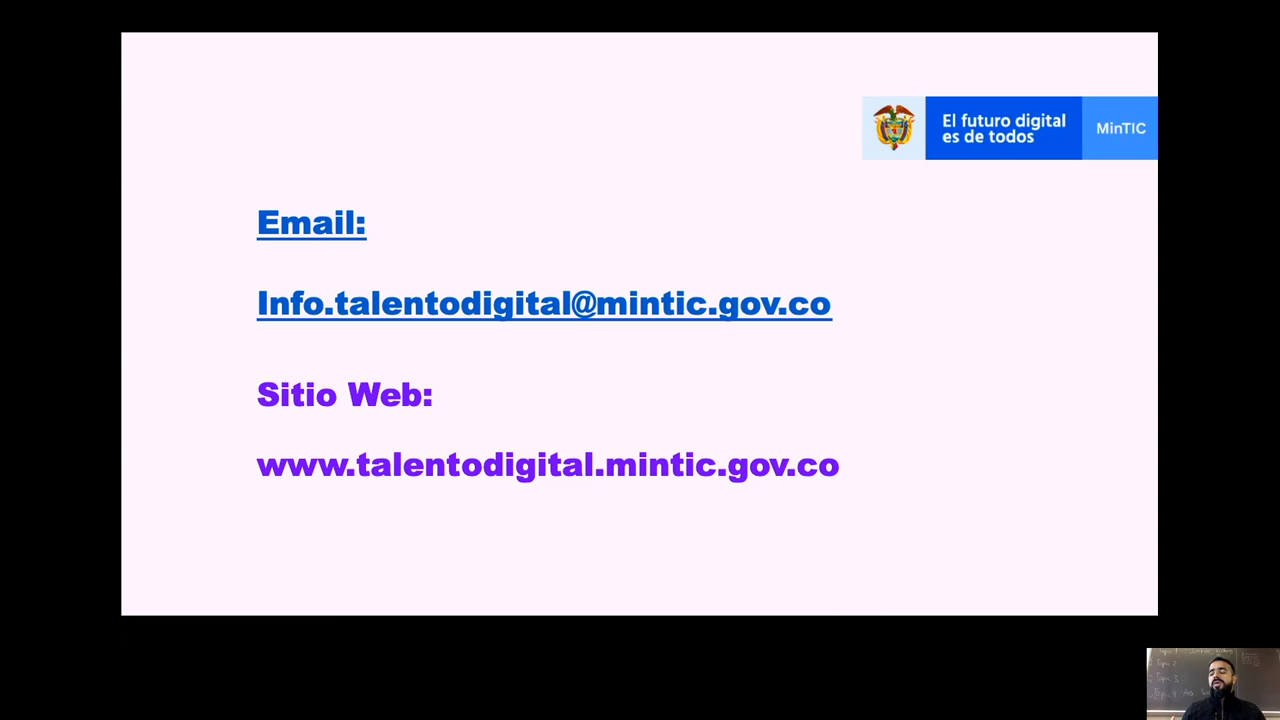 El futuro digital
es de todos
MinTIC
Email:
Info.talentodigital@mintic.gov.co
Sitio Web:
www.talentodigital.mintic.gov.co